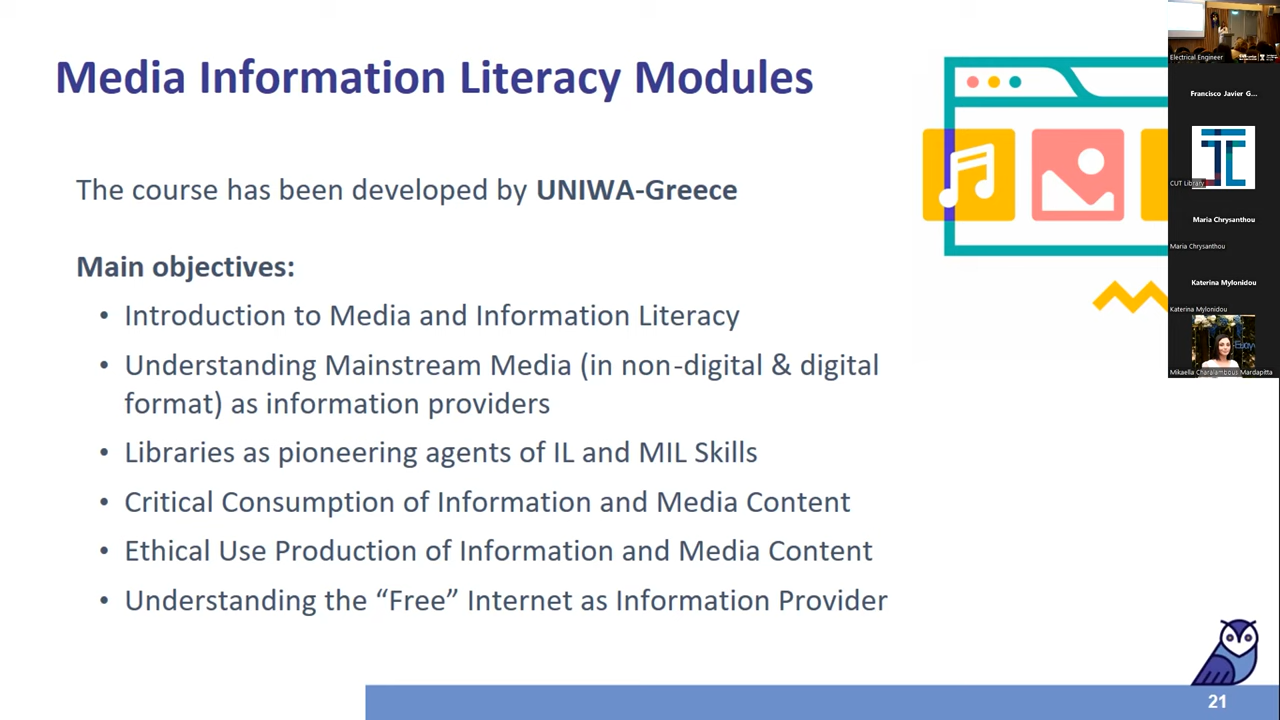 Media Information Literacy Modules
The course has been developed by UNIWA-Greece
Main objectives:
• Introduction to Media and Information Literacy
• Understanding Mainstream Media (in non-digital & digital
format) as information providers
• Libraries as pioneering agents of IL and MIL Skills
• Critical Consumption of Information and Media Content
• Ethical Use Production of Information and Media Content
• Understanding the “Free” Internet as Information Provider
21
Electrical Engineer
Francisco Javier G...
CUT Library
Maria Chrysanthou
Maria Chrysanthou
Katerina Mylonidou
Katerina Mylonidou
Mikaella Charalambous Mardapitta